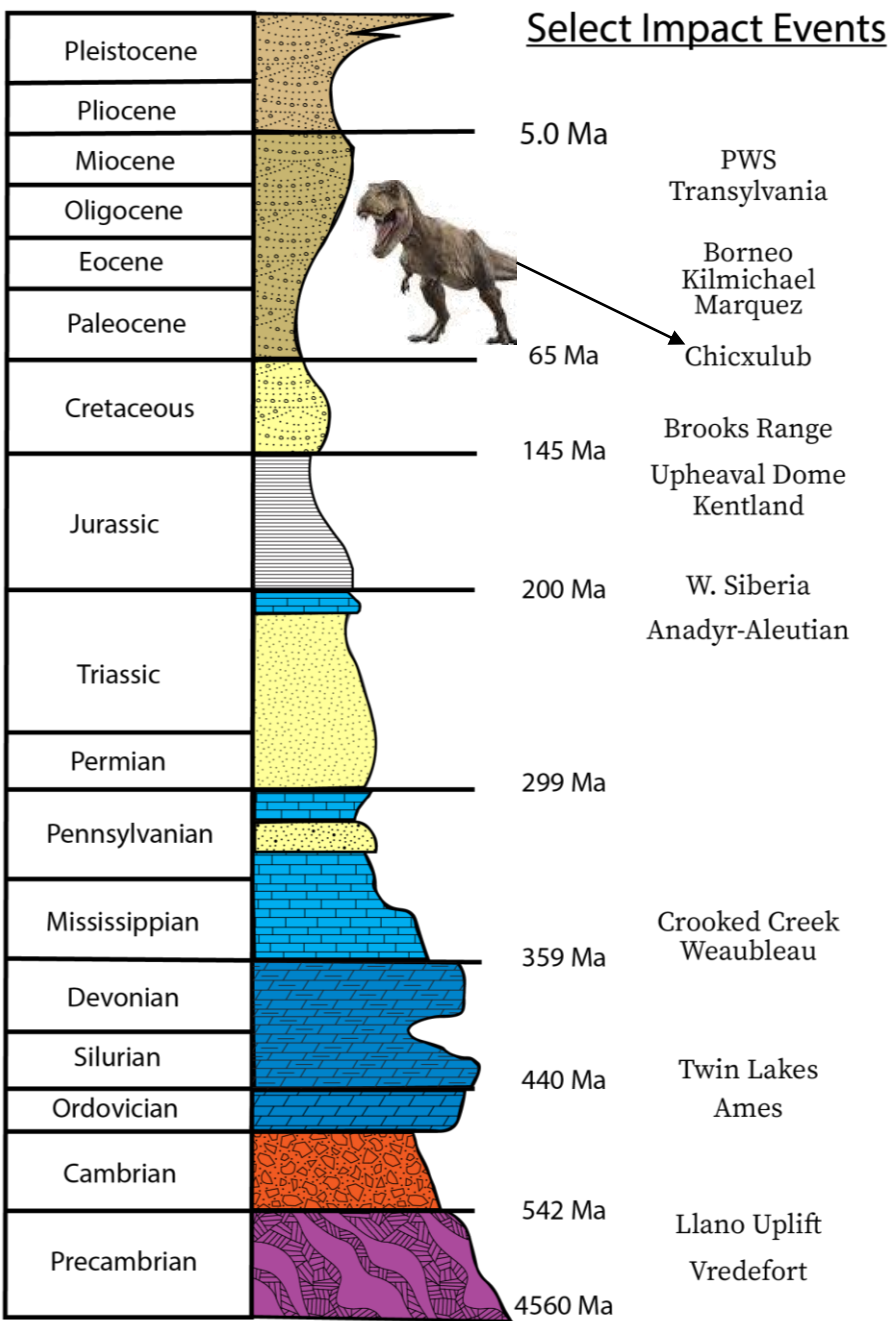 Select Impact Events
Pleistocene
Pliocene
5.0 Ma
Miocene
PWS
Transylvania
Oligocene
Eocene
Borneo
Kilmichael
Marquez
Paleocene
65 Ma
Chicxulub
Cretaceous
Brooks Range
145 Ma
Upheaval Dome
Kentland
Jurassic
200 Ma
W. Siberia
Anadyr-Aleutian
Triassic
Permian
299 Ma
Pennsylvanian
Mississippian
Crooked Creek
Weaubleau
359 Ma
Devonian
Silurian
440 Ma
Twin Lakes
Ordovician
Ames
Cambrian
542 Ma
Llano Uplift
Precambrian
Vredefort
4560 Ma